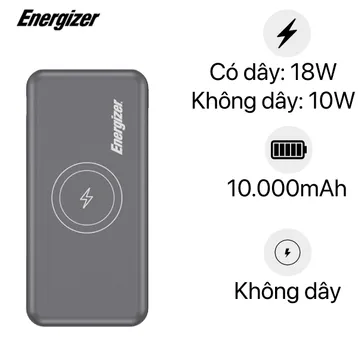 Energizer
Energizer
Có dây: 18W
Không dây: 10W
10.000mAh
Không dây